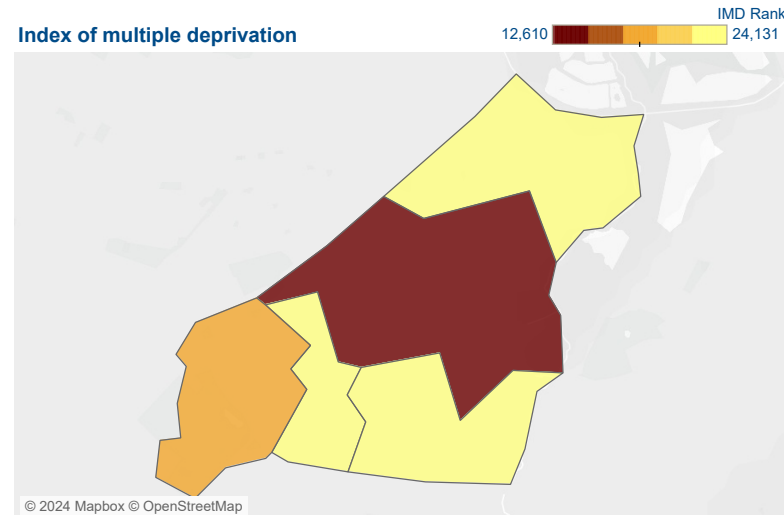 IMD Rank
Index of multiple deprivation
12,610
24,131
© 2024 Mapbox © OpenStreetMap